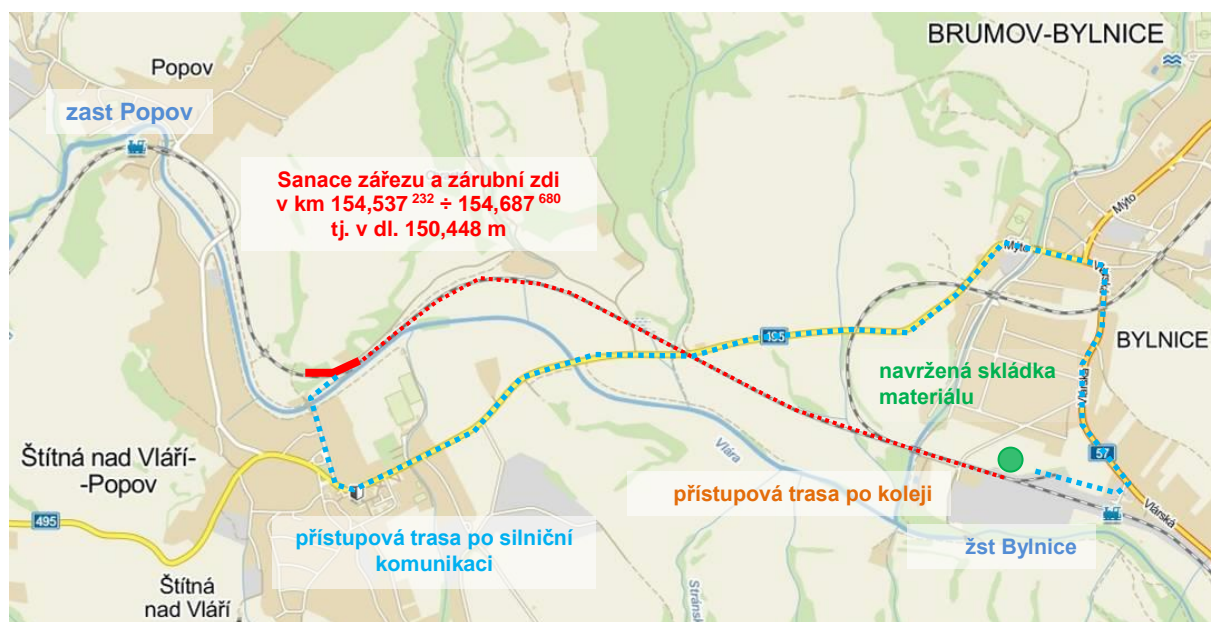 BRUMOV-BYLNICE
Popov
zast Popov
Sanace zářezu a zárubní zdi
v km 154,537 232 ÷ 154,687 680
tj. v dl. 150,448 m
Mýto
Mýto
495
BYLNICE
navržená skládka
materiálu
Vlárská
57
Štítná nad Vláří-
-Popov
Vlára
přístupová trasa po koleji
Vlárská
495
přístupová trasa po silniční
komunikaci
žst Bylnice
Štítná
nad Vláří